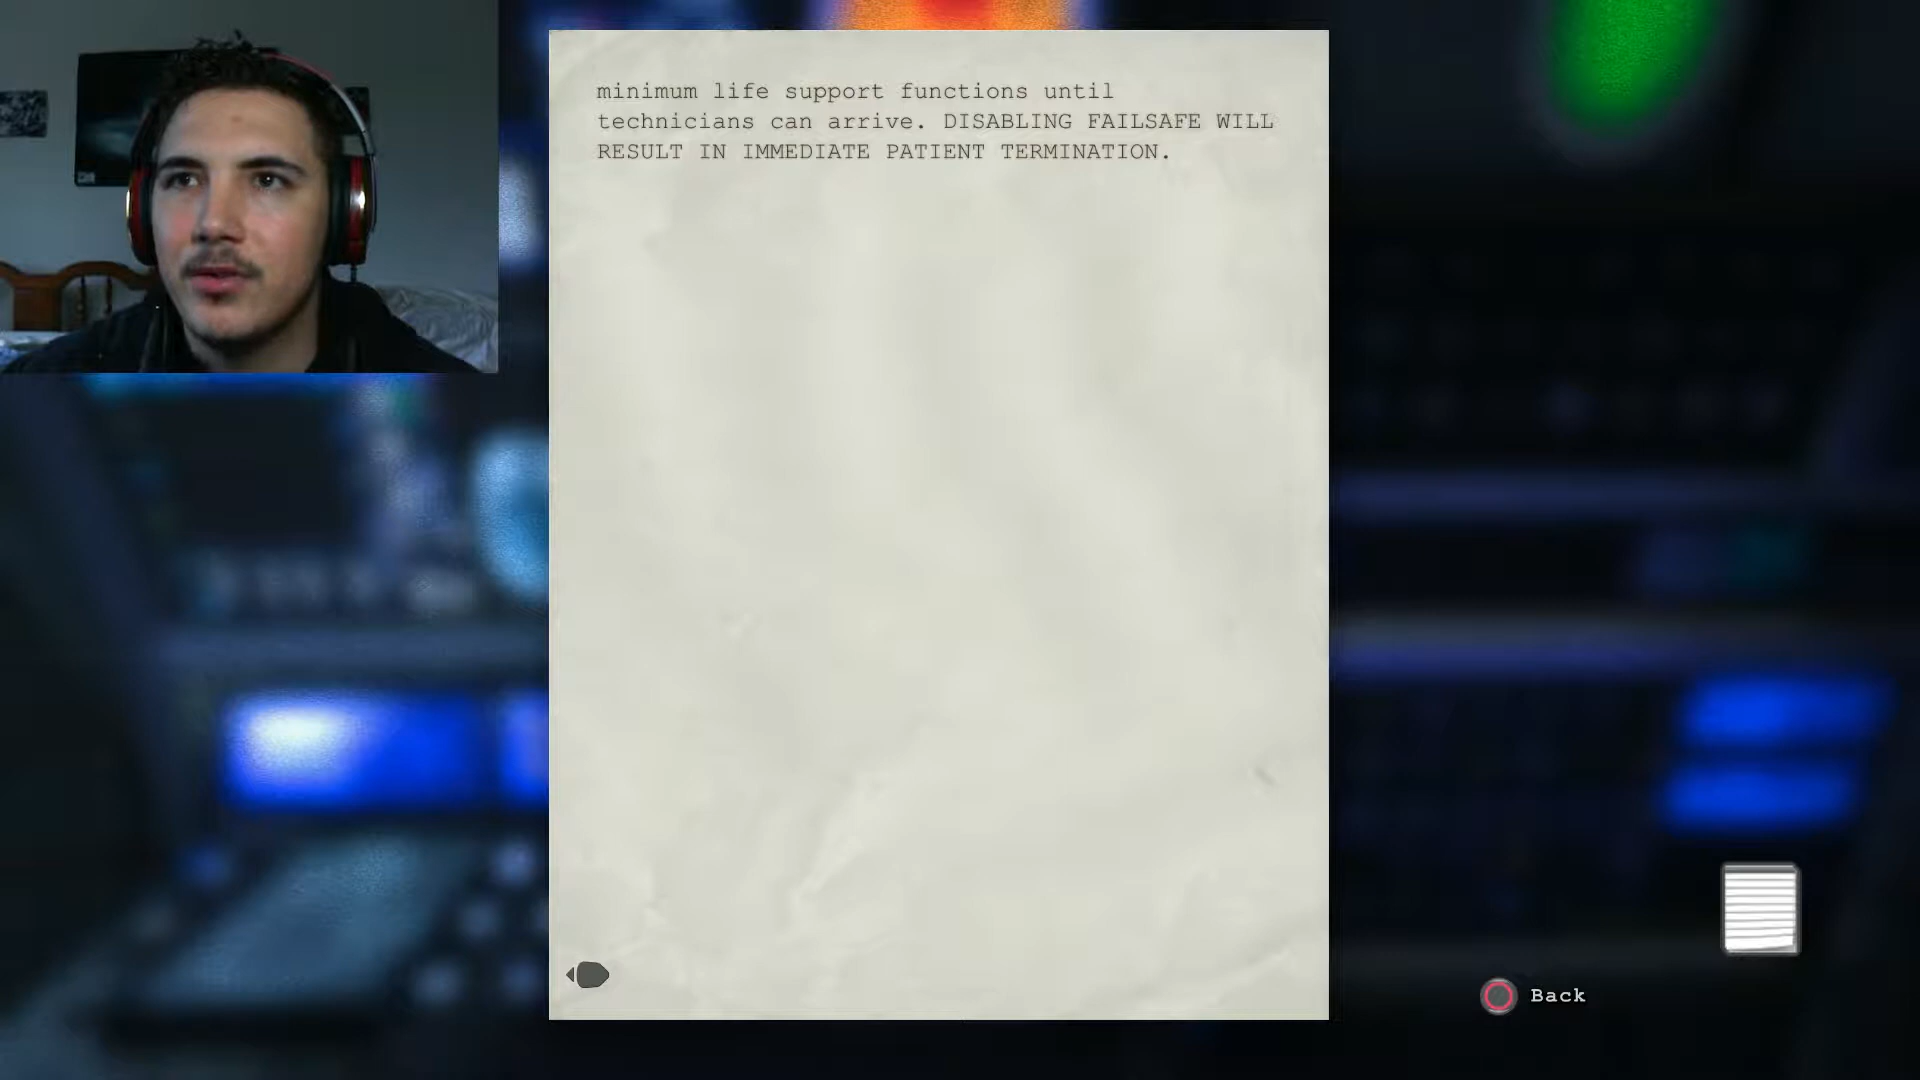 minimum life support functions until
technicians can arrive. DISABLING FAILSAFE WILL
RESULT IN IMMEDIATE PATIENT TERMINATION.
Back